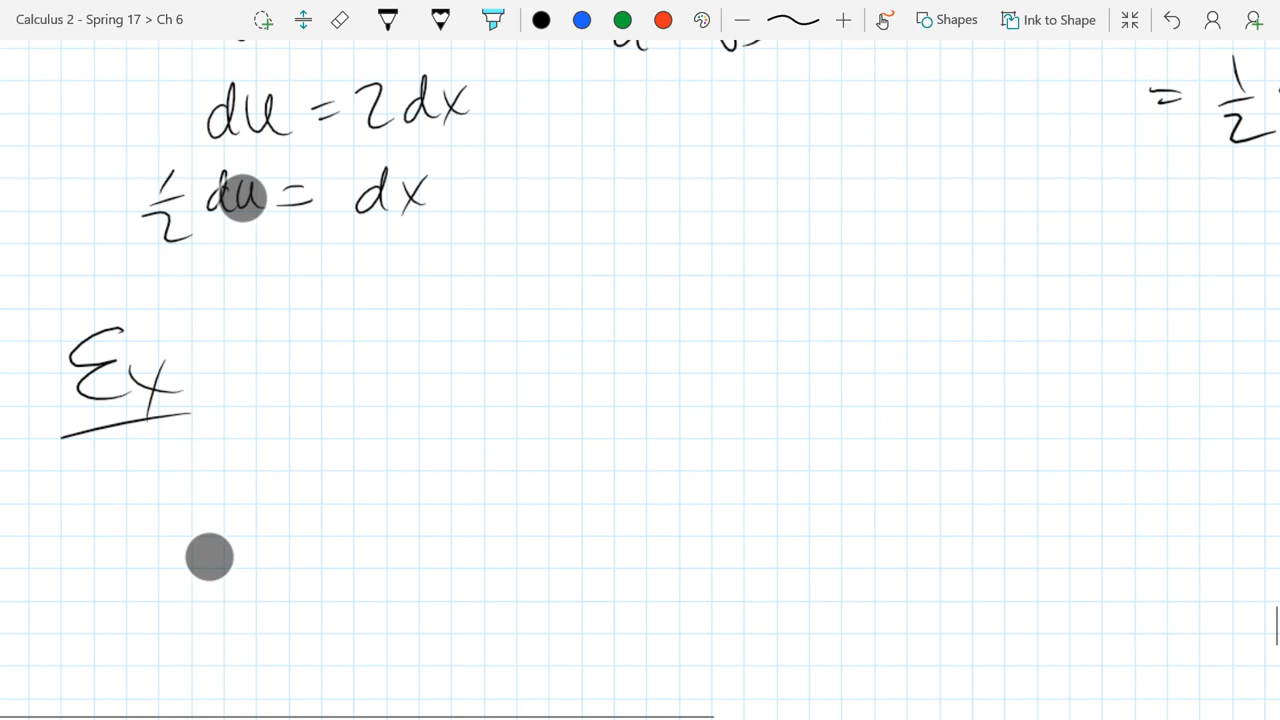 Calculus 2 - Spring 17 > Ch 6
Shapes
Ink to Shape
du = 2dx
= 1/2
1/2 du = dx
Ex